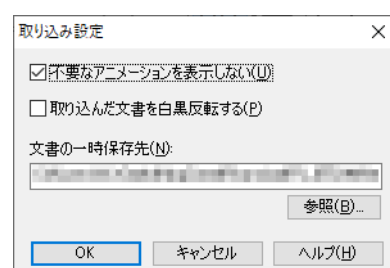 取り込み設定
不要なアニメーションを表示しない(U)
取り込んだ文書を白黒反転する(P)
文書の一時保存先(N):
参照(B)...
OK キャンセル ヘルプ(H)